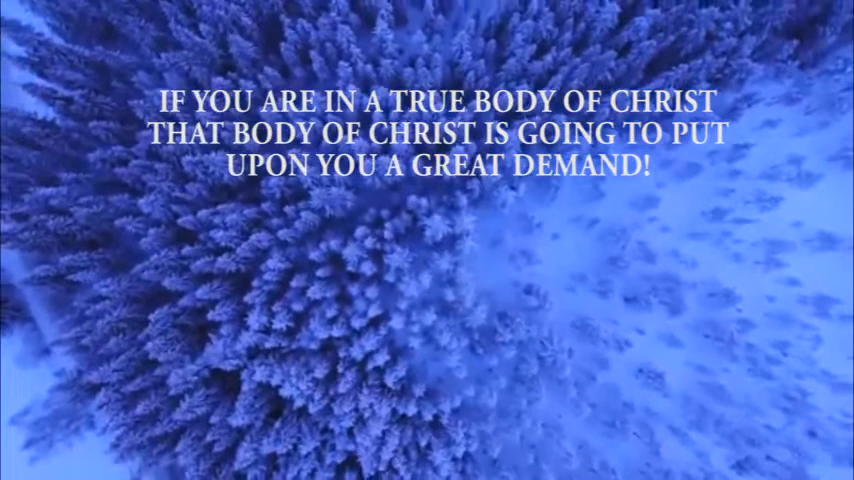 IF YOU ARE IN A TRUE BODY OF CHRIST
THAT BODY OF CHRIST IS GOING TO PUT
UPON YOU A GREAT DEMAND!